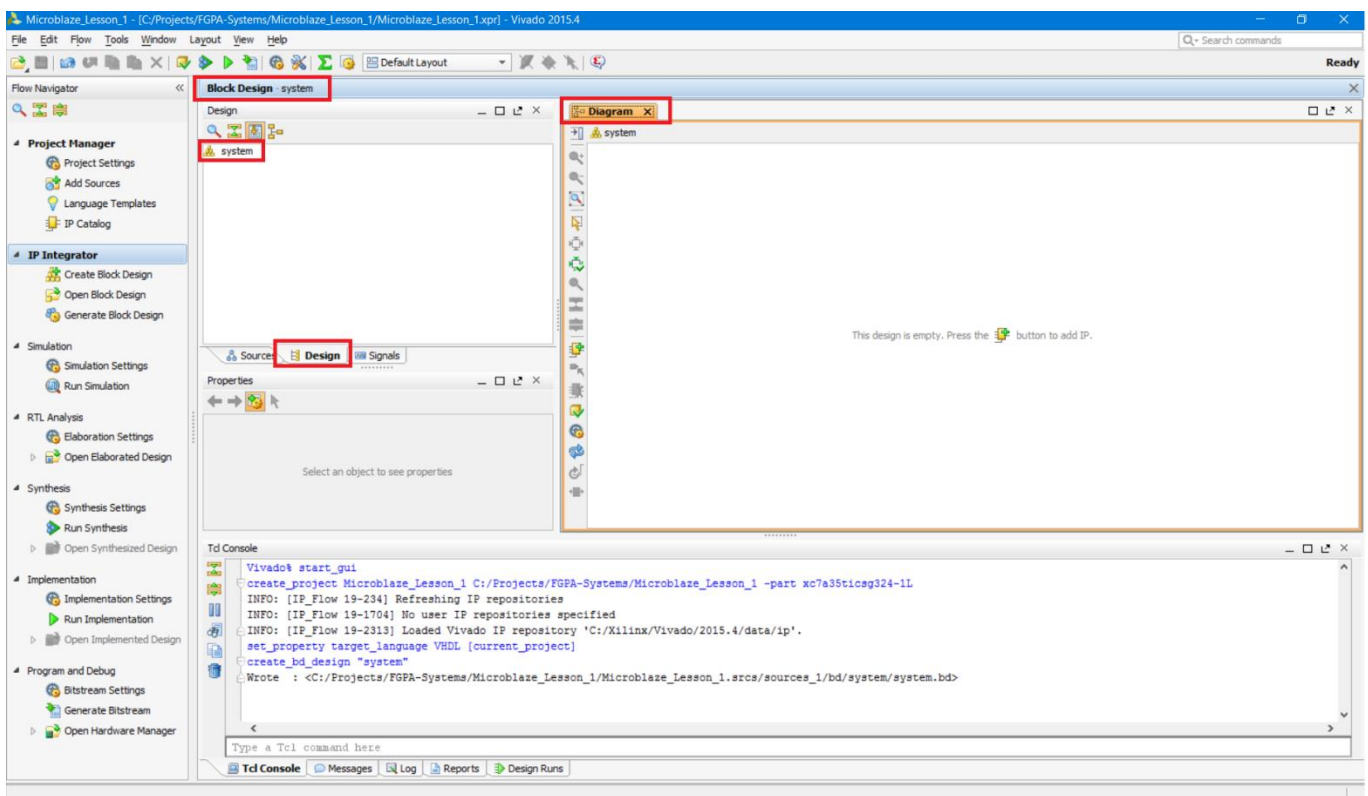 Microblaze_Lesson_1 - [C:/Projects/FGPA-Systems/Microblaze_Lesson_1/Microblaze_Lesson_1.xpr] - Vivado 2015.4
File Edit Flow Tools Window Layout View Help
Search commands
Default Layout
Ready
Flow Navigator
Block Design - system
Project Manager
Project Settings
Add Sources
Language Templates
IP Catalog
IP Integrator
Create Block Design
Open Block Design
Generate Block Design
Simulation
Simulation Settings
Run Simulation
RTL Analysis
Elaboration Settings
Open Elaborated Design
Synthesis
Synthesis Settings
Run Synthesis
Open Synthesized Design
Implementation
Implementation Settings
Run Implementation
Open Implemented Design
Program and Debug
Bitstream Settings
Generate Bitstream
Open Hardware Manager
Design
system
Sources Design Signals
Properties
Select an object to see properties
Diagram
system
This design is empty. Press the button to add IP.
Tcl Console
Vivado% start_gui
create_project Microblaze_Lesson_1 C:/Projects/FGPA-Systems/Microblaze_Lesson_1 -part xc7a35ticsg324-1L
INFO: [IP_Flow 19-234] Refreshing IP repositories
INFO: [IP_Flow 19-1704] No user IP repositories specified
INFO: [IP_Flow 19-2313] Loaded Vivado IP repository 'C:/Xilinx/Vivado/2015.4/data/ip'.
set_property target_language VHDL [current_project]
create_bd_design "system"
Wrote : <C:/Projects/FGPA-Systems/Microblaze_Lesson_1/Microblaze_Lesson_1.srcs/sources_1/bd/system/system.bd>
Type a Tcl command here
Tcl Console Messages Log Reports Design Runs